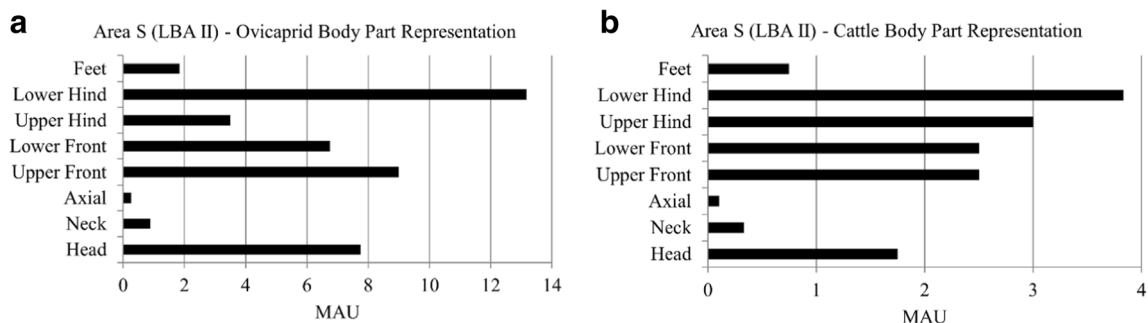 a
Area S (LBA II) - Ovicaprid Body Part Representation
Feet
Lower Hind
Upper Hind
Lower Front
Upper Front
Axial
Neck
Head
0 2 4 6 8 10 12 14
MAU
b
Area S (LBA II) - Cattle Body Part Representation
Feet
Lower Hind
Upper Hind
Lower Front
Upper Front
Axial
Neck
Head
0 1 2 3 4
MAU